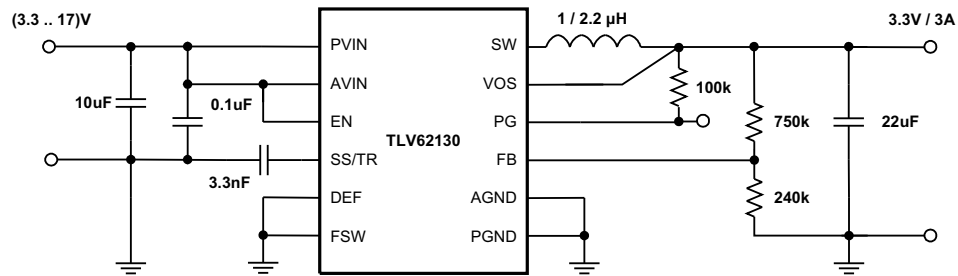 (3.3 .. 17)V
1 / 2.2 µH
3.3V / 3A
PVIN
SW
AVIN
VOS
100k
10uF
0.1uF
EN
PG
TLV62130
750k
22uF
SS/TR
FB
3.3nF
DEF
AGND
240k
FSW
PGND